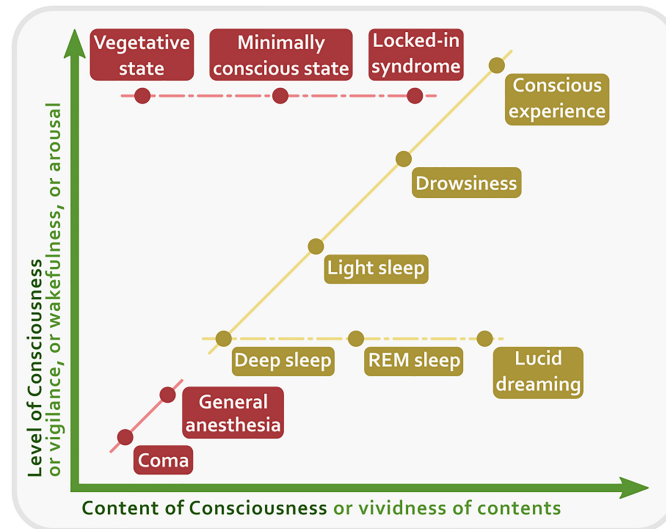 Vegetative
state
Minimally
conscious state
Locked-in
syndrome
Conscious
experience
Drowsiness
Light sleep
Deep sleep
REM sleep
Lucid
dreaming
General
anesthesia
Coma
Level of Consciousness
or vigilance, or wakefulness, or arousal
Content of Consciousness or vividness of contents